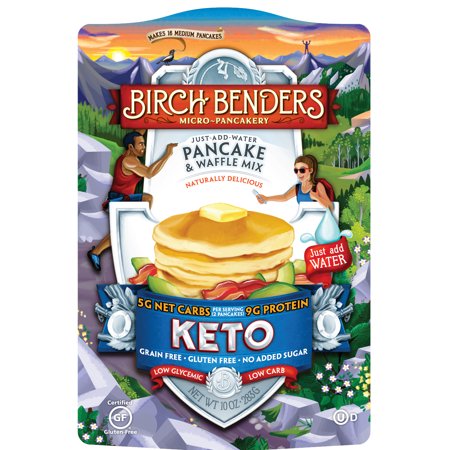 MAKES 16 MEDIUM PANCAKES
BIRCH BENDERS
MICRO-PANCAKERY
JUST-ADD-WATER
PANCAKE
& WAFFLE MIX
NATURALLY DELICIOUS
Just add
WATER
5G NET CARBS PER SERVING (2 PANCAKES) 9G PROTEIN
KETO
GRAIN FREE • GLUTEN FREE • NO ADDED SUGAR
LOW GLYCEMIC B LOW CARB
NET WT 10 OZ • 283G
Certified
GF
Gluten-Free
U D